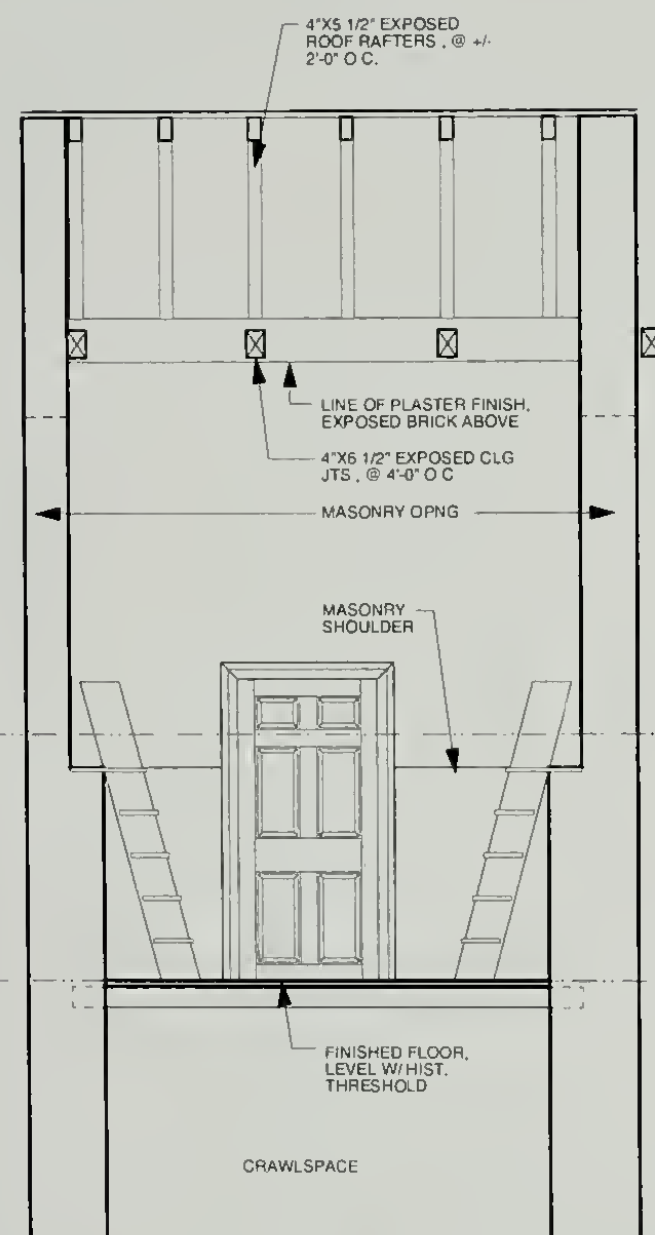 4"X5 1/2" EXPOSED
ROOF RAFTERS , @ +/-
2'-0" O C.
LINE OF PLASTER FINISH,
EXPOSED BRICK ABOVE
4"X6 1/2" EXPOSED CLG
JTS , @ 4'-0" O C
MASONRY OPNG
MASONRY
SHOULDER
FINISHED FLOOR,
LEVEL W/ HIST.
THRESHOLD
CRAWLSPACE